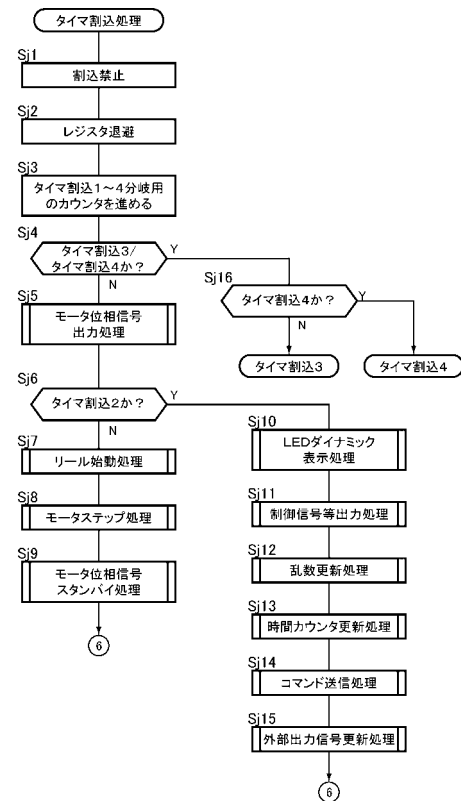 タイマ割込処理
Sj1
割込禁止
Sj2
レジスタ退避
Sj3
タイマ割込1～4分岐用
のカウンタを進める
Sj4
タイマ割込3/
タイマ割込4か？
Y
N
Sj16
タイマ割込4か？
Y
N
タイマ割込3
タイマ割込4
Sj5
モータ位相信号
出力処理
Sj6
タイマ割込2か？
Y
N
Sj7
リール始動処理
Sj8
モータステップ処理
Sj9
モータ位相信号
スタンバイ処理
6
Sj10
LEDダイナミック
表示処理
Sj11
制御信号等出力処理
Sj12
乱数更新処理
Sj13
時間カウンタ更新処理
Sj14
コマンド送信処理
Sj15
外部出力信号更新処理
6